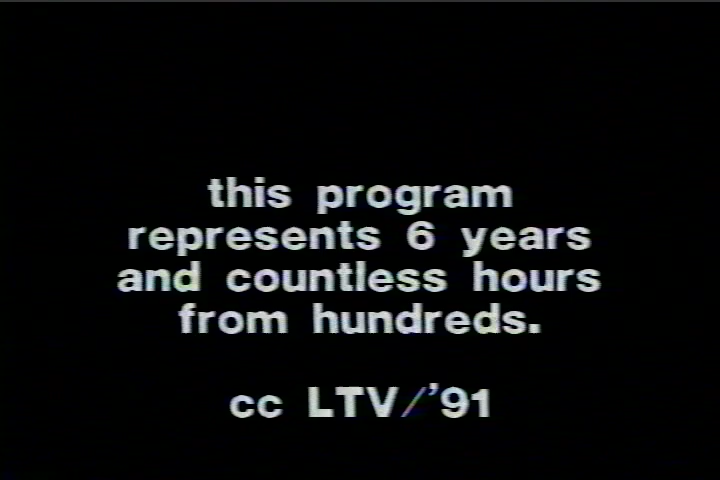 this program
represents 6 years
and countless hours
from hundreds.
cc LTV/'91